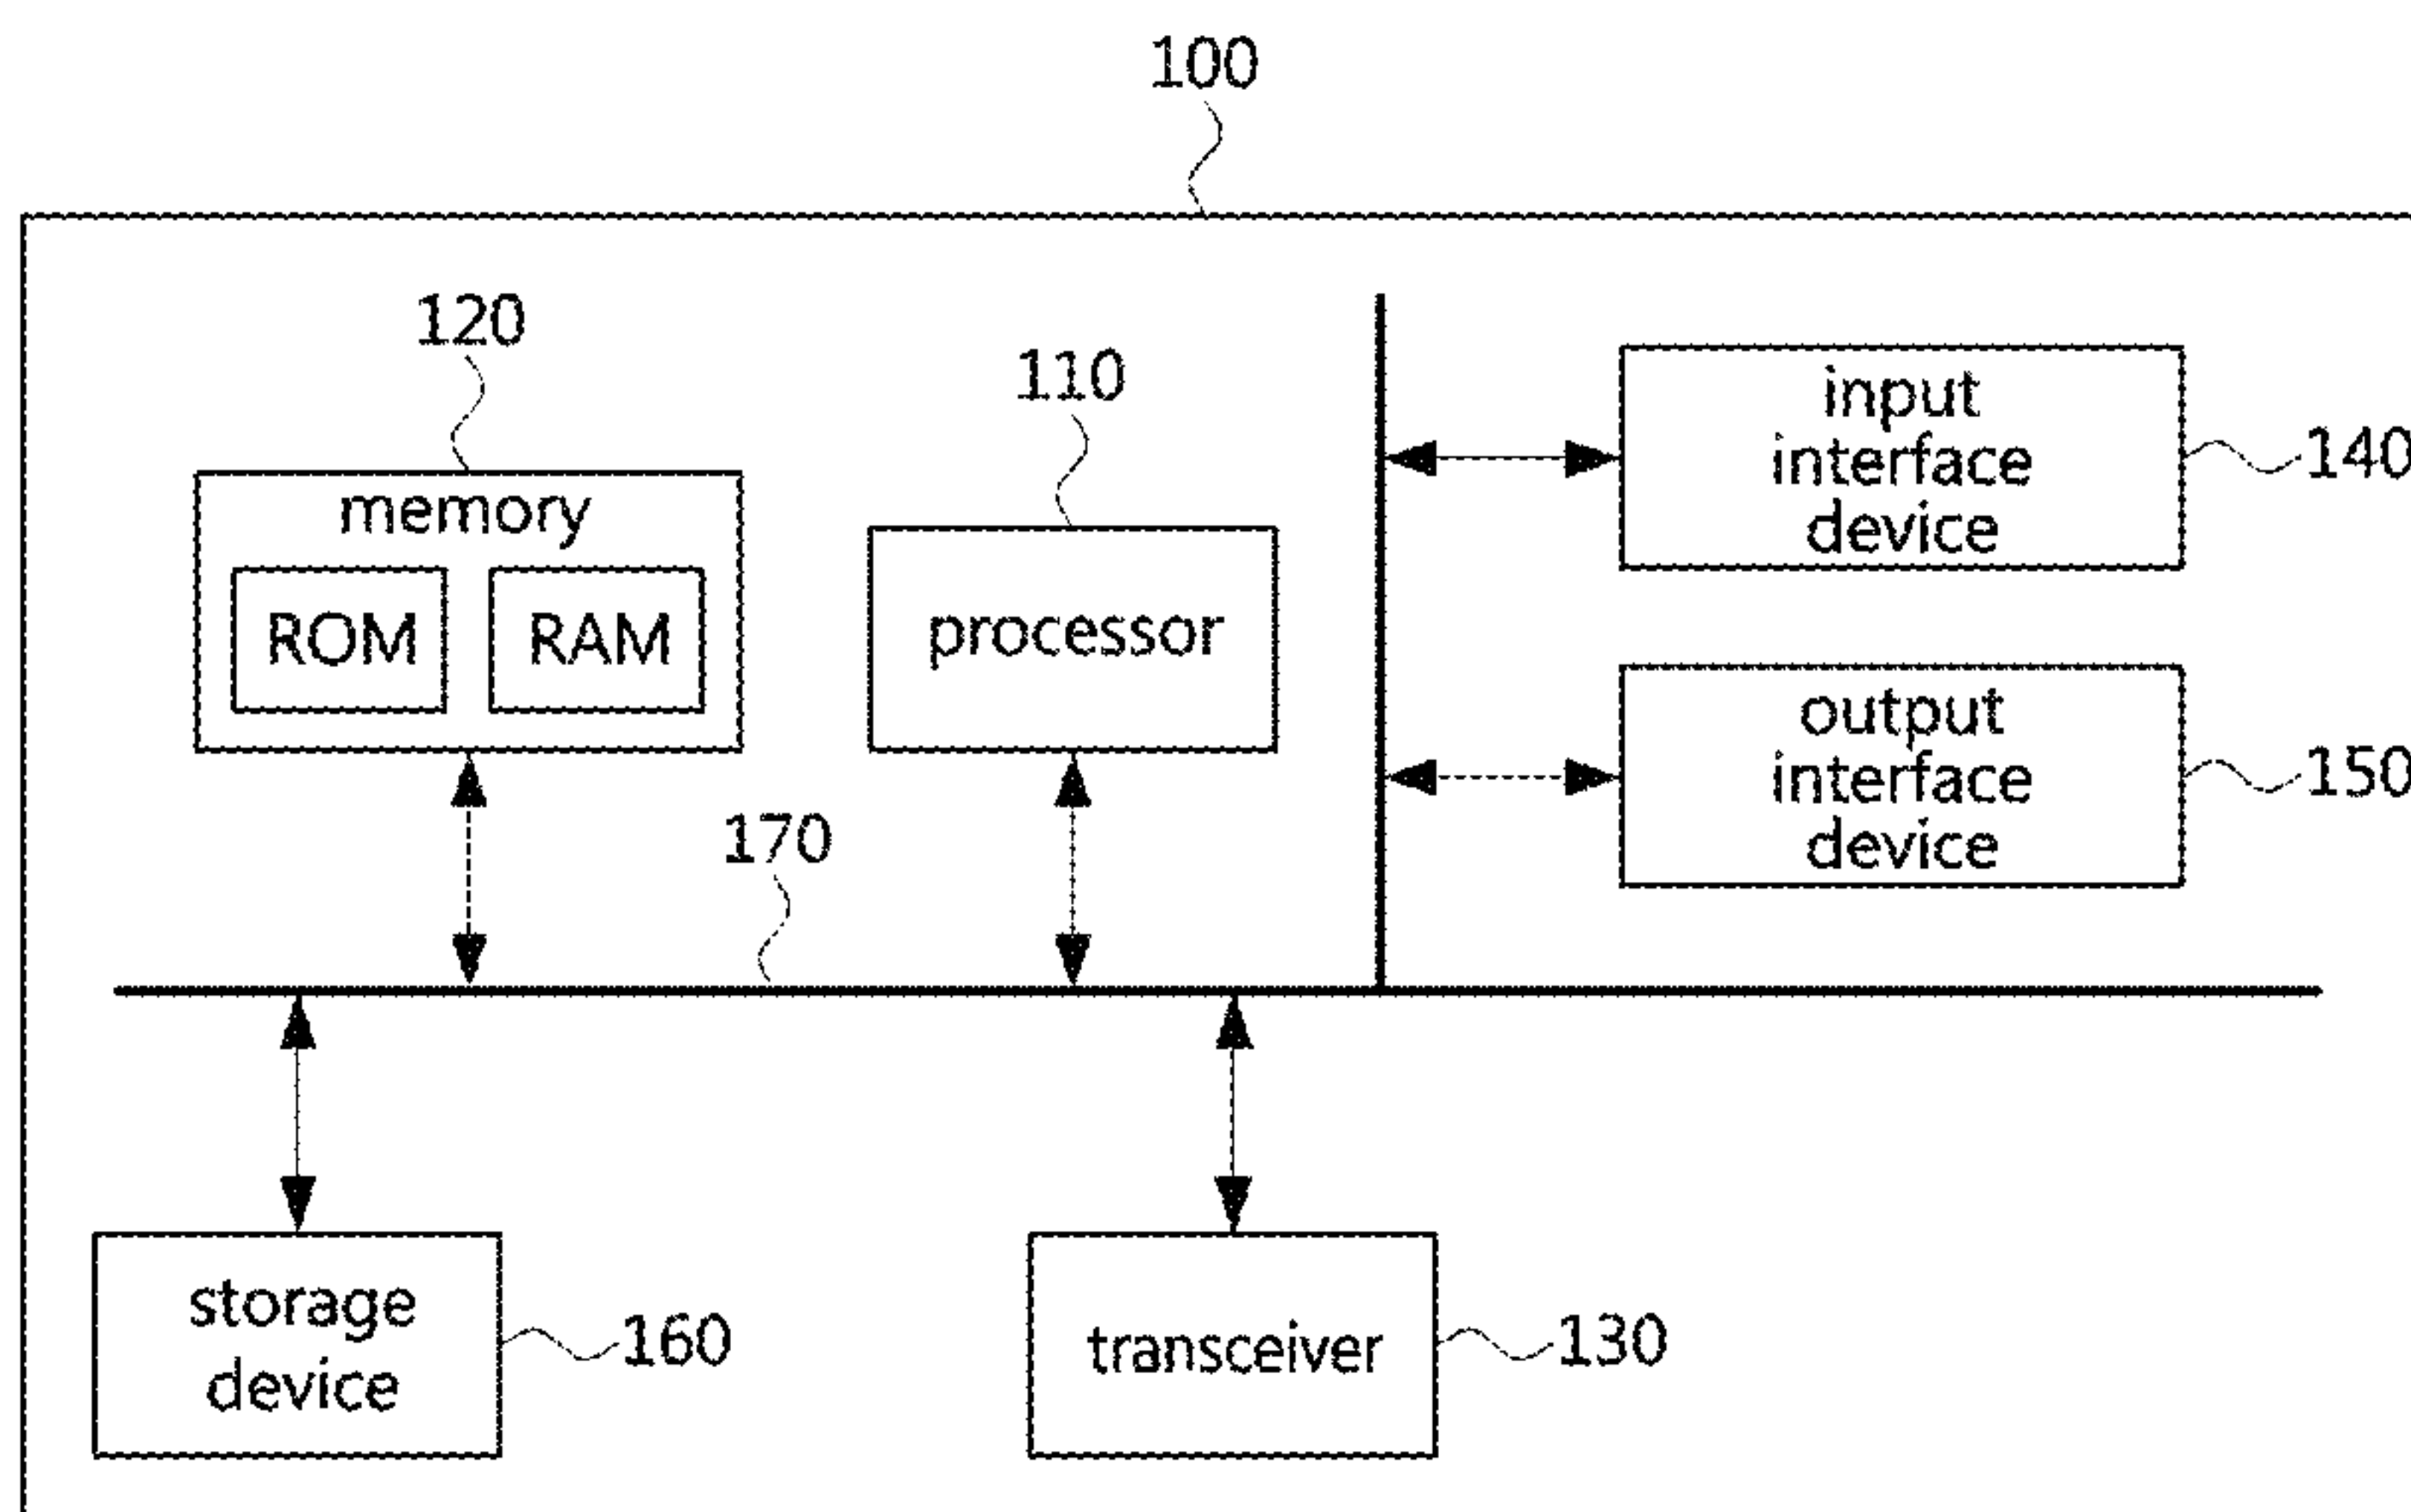 100
120
110
input
interface
device
140
memory
ROM RAM
processor
output
interface
device
150
170
storage
device
160
transceiver
130